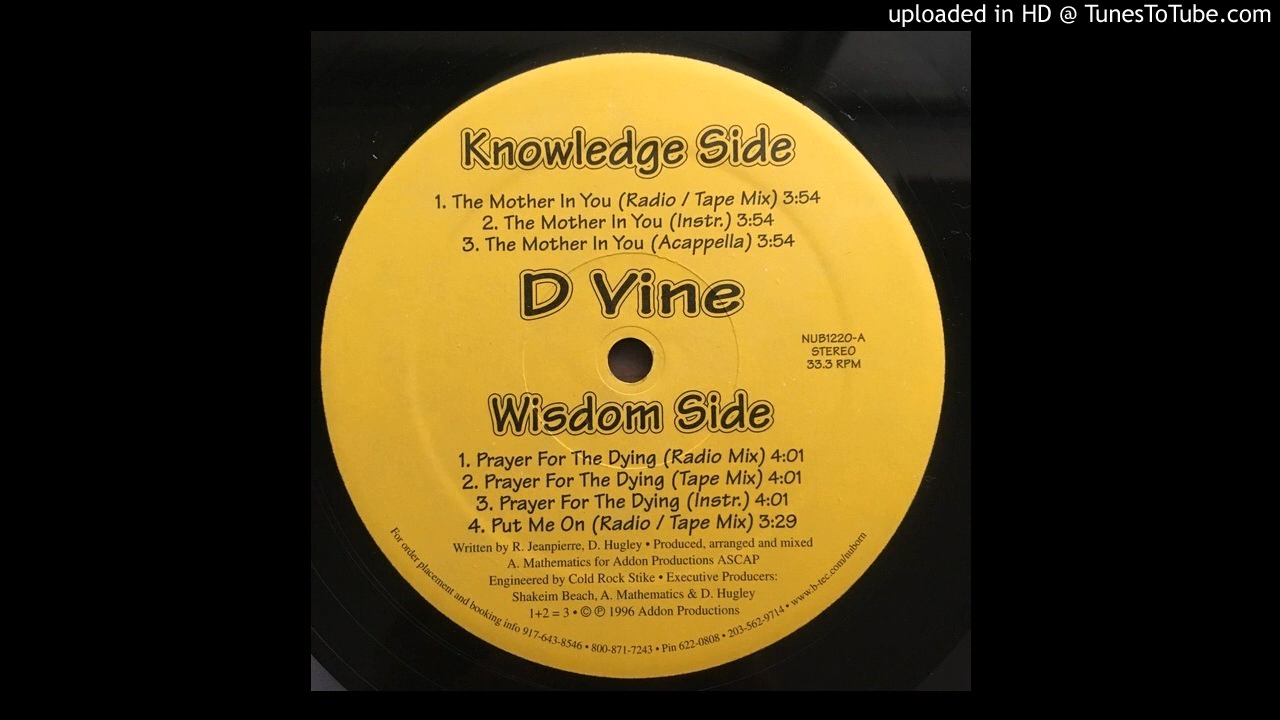 uploaded in HD @ TunesToTube.com
Knowledge Side
1. The Mother In You (Radio / Tape Mix) 3:54
2. The Mother In You (Instr.) 3:54
3. The Mother In You (Acappella) 3:54
D Vine
NUB1220-A
STEREO
33.3 RPM
Wisdom Side
1. Prayer For The Dying (Radio Mix) 4:01
2. Prayer For The Dying (Tape Mix) 4:01
3. Prayer For The Dying (Instr.) 4:01
4. Put Me On (Radio / Tape Mix) 3:29
Written by R. Jeanpierre, D. Hugley • Produced, arranged and mixed
A. Mathematics for Addon Productions ASCAP
Engineered by Cold Rock Stike • Executive Producers:
Shakeim Beach, A. Mathematics & D. Hugley
1+2 = 3 • © ℗ 1996 Addon Productions
For order placement and booking info 917-643-8546 • 800-871-7243 • Pin 622-0808 • 203-562-9714 • www.b-tec.com/nuborn